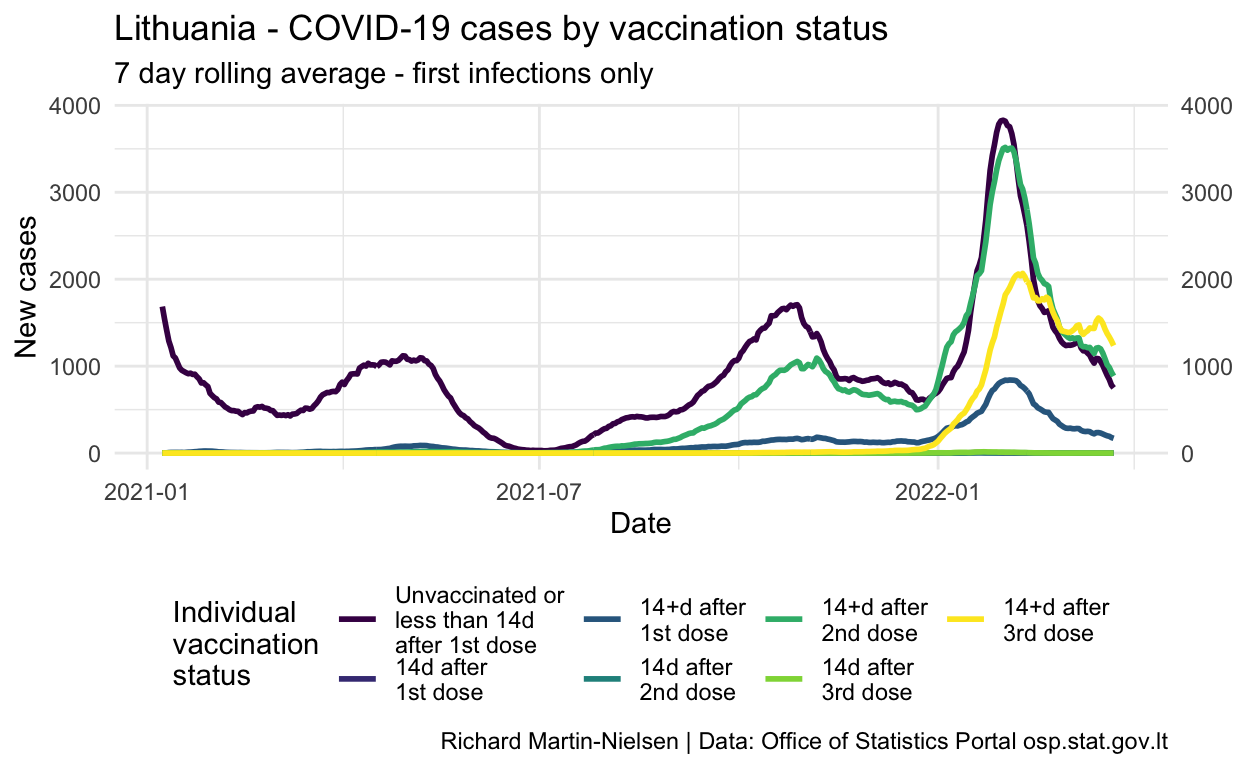 Lithuania - COVID-19 cases by vaccination status
7 day rolling average - first infections only
4000
3000
2000
1000
0
New cases
4000
3000
2000
1000
0
2021-01
2021-07
2022-01
Date
Individual
vaccination
status
Unvaccinated or
less than 14d
after 1st dose
14d after
1st dose
14+d after
1st dose
14d after
2nd dose
14+d after
2nd dose
14d after
3rd dose
14+d after
3rd dose
Richard Martin-Nielsen | Data: Office of Statistics Portal osp.stat.gov.lt